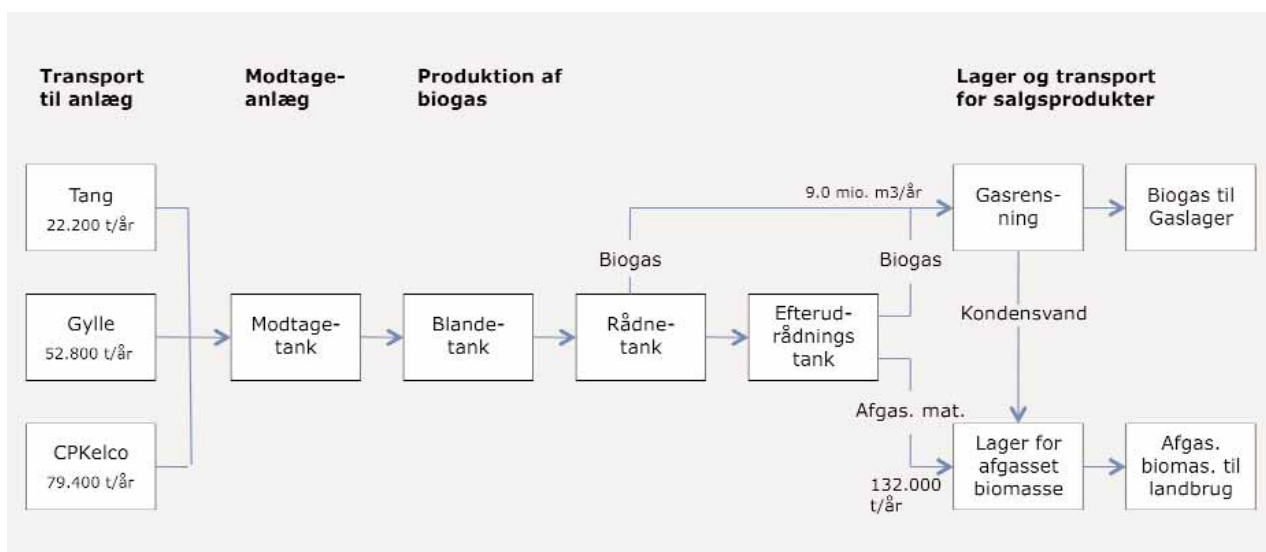 Transport
til anlæg
Modtage-
anlæg
Produktion af
biogas
Lager og transport
for salgsprodukter
Tang
22.200 t/år
9.0 mio. m3/år
Gasrens-
ning
Biogas til
Gaslager
Biogas
Biogas
Gylle
52.800 t/år
Modtage-
tank
Blande-
tank
Rådne-
tank
Efterud-
rådnings
tank
Kondensvand
Afgas. mat.
CPKelco
79.400 t/år
132.000
t/år
Lager for
afgasset
biomasse
Afgas.
biomas. til
landbrug